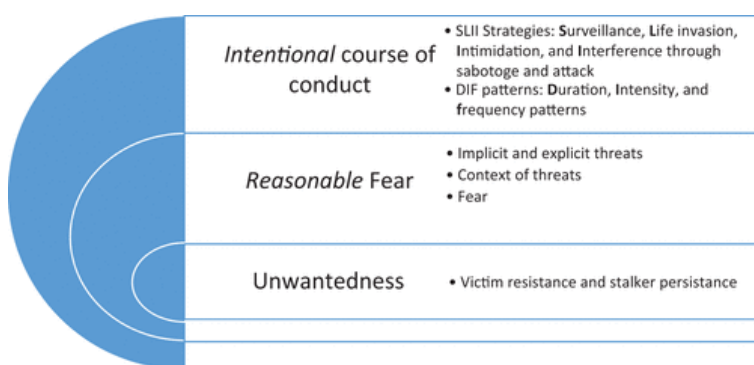 Intentional course of
conduct
• SLII Strategies: Surveillance, Life invasion,
Intimidation, and Interference through
sabotoge and attack
• DIF patterns: Duration, Intensity, and
frequency patterns
Reasonable Fear
• Implicit and explicit threats
• Context of threats
• Fear
Unwantedness
• Victim resistance and stalker persistance